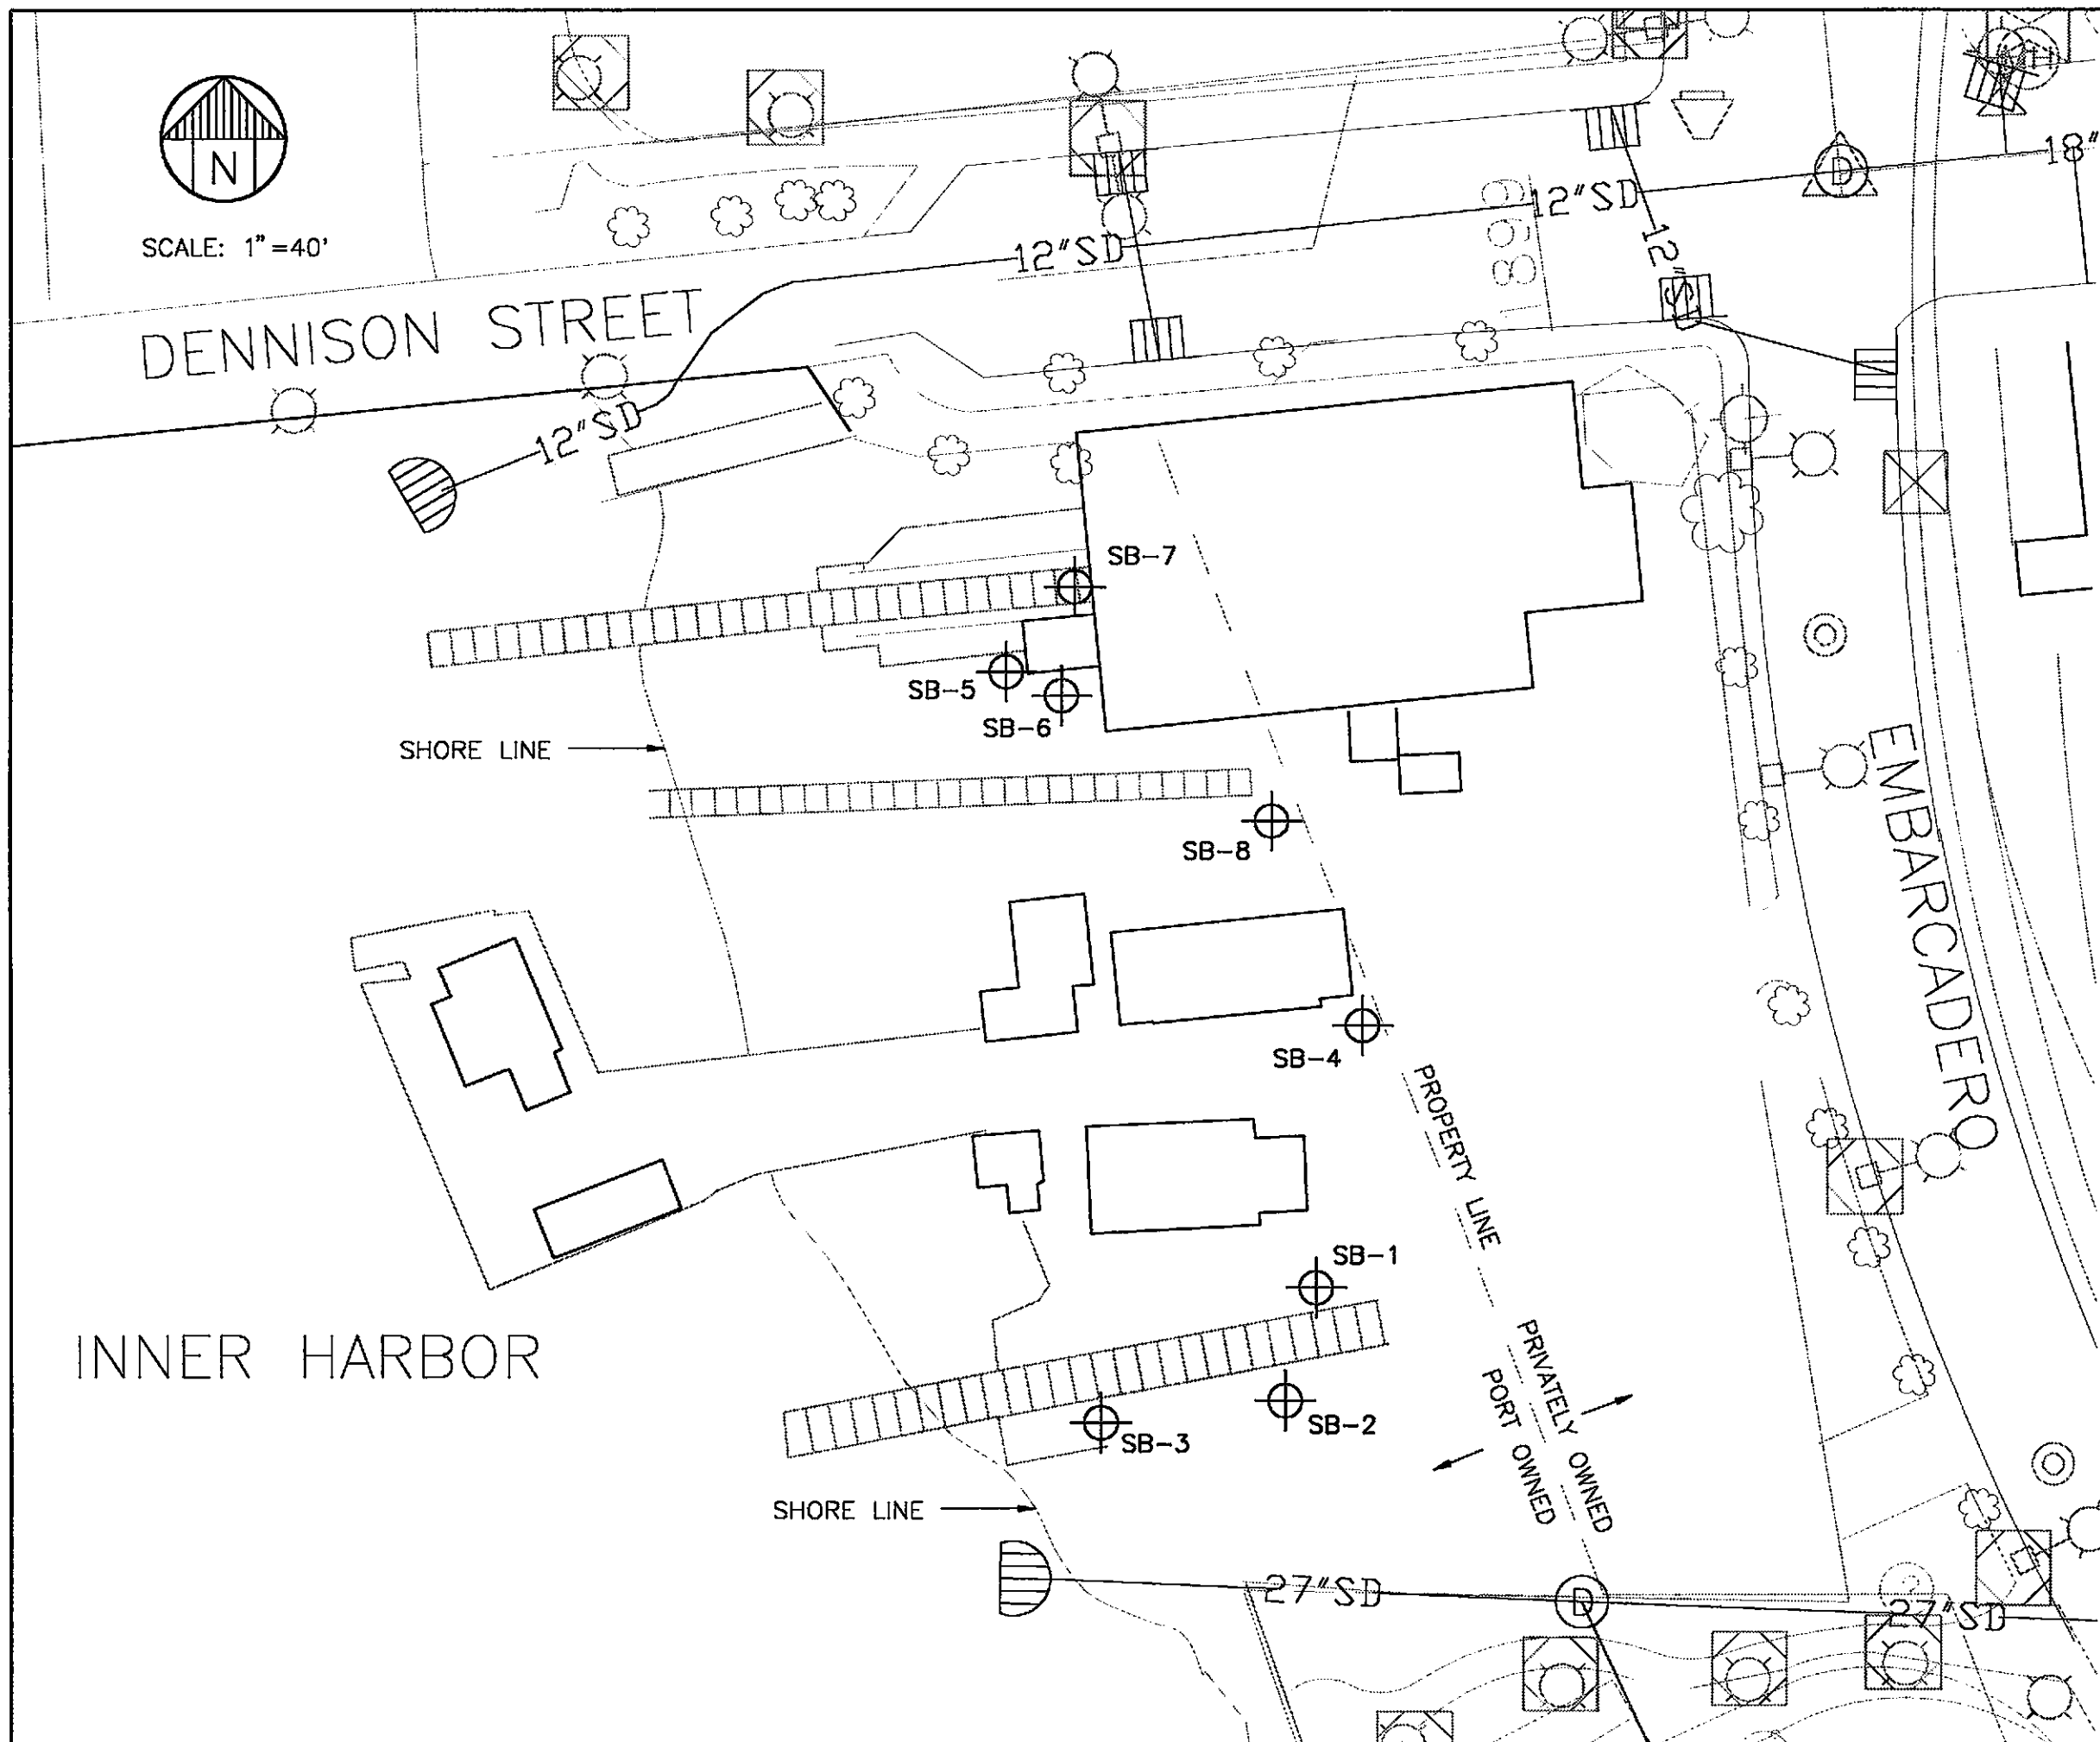 N
SCALE: 1"=40'
DENNISON STREET
12"SD
12"SD
12"SD
12"SD
18"
D
1899
SB-7
SB-5
SB-6
SHORE LINE
SB-8
EMBARCADERO
SB-4
PROPERTY LINE
SB-1
INNER HARBOR
PRIVATELY OWNED
PORT OWNED
SB-2
SB-3
SHORE LINE
27"SD
D
27"SD